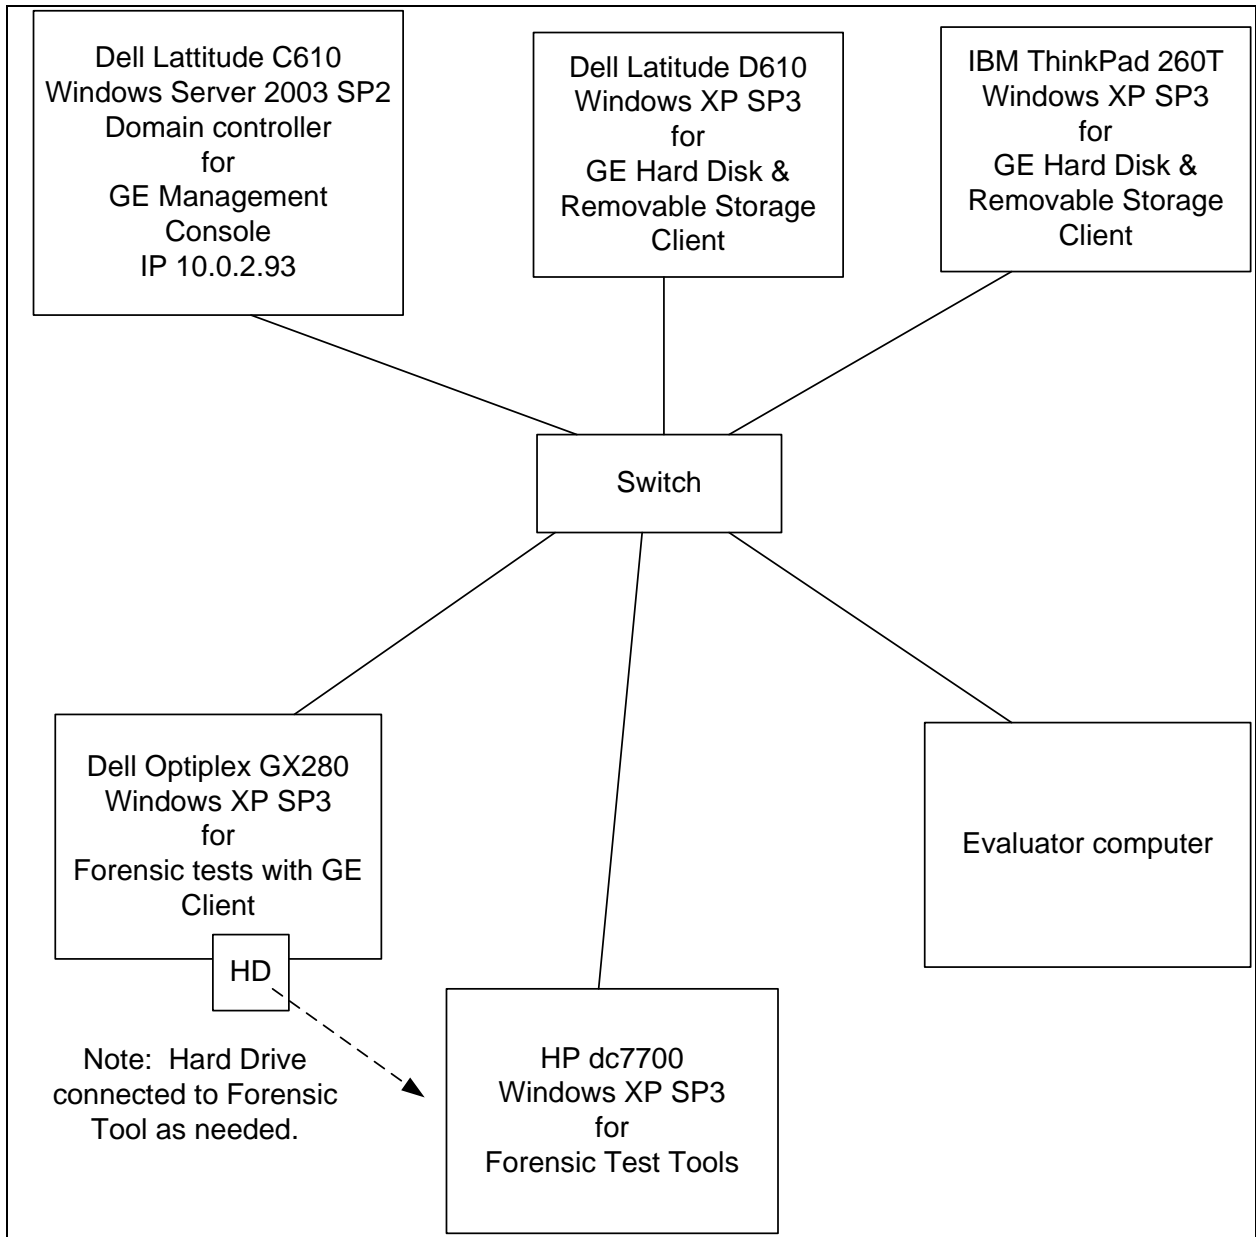 Dell Lattitude C610
Windows Server 2003 SP2
Domain controller
for
GE Management
Console
IP 10.0.2.93
Dell Latitude D610
Windows XP SP3
for
GE Hard Disk &
Removable Storage
Client
IBM ThinkPad 260T
Windows XP SP3
for
GE Hard Disk &
Removable Storage
Client
Switch
Dell Optiplex GX280
Windows XP SP3
for
Forensic tests with GE
Client
HD
Note:  Hard Drive
connected to Forensic
Tool as needed.
HP dc7700
Windows XP SP3
for
Forensic Test Tools
Evaluator computer